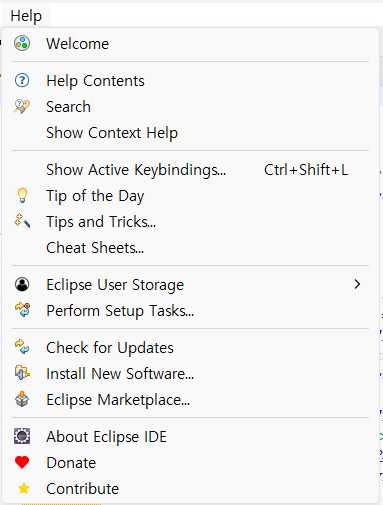 Help
Welcome
Help Contents
Search
Show Context Help
Show Active Keybindings... Ctrl+Shift+L
Tip of the Day
Tips and Tricks...
Cheat Sheets...
Eclipse User Storage
Perform Setup Tasks...
Check for Updates
Install New Software...
Eclipse Marketplace...
About Eclipse IDE
Donate
Contribute